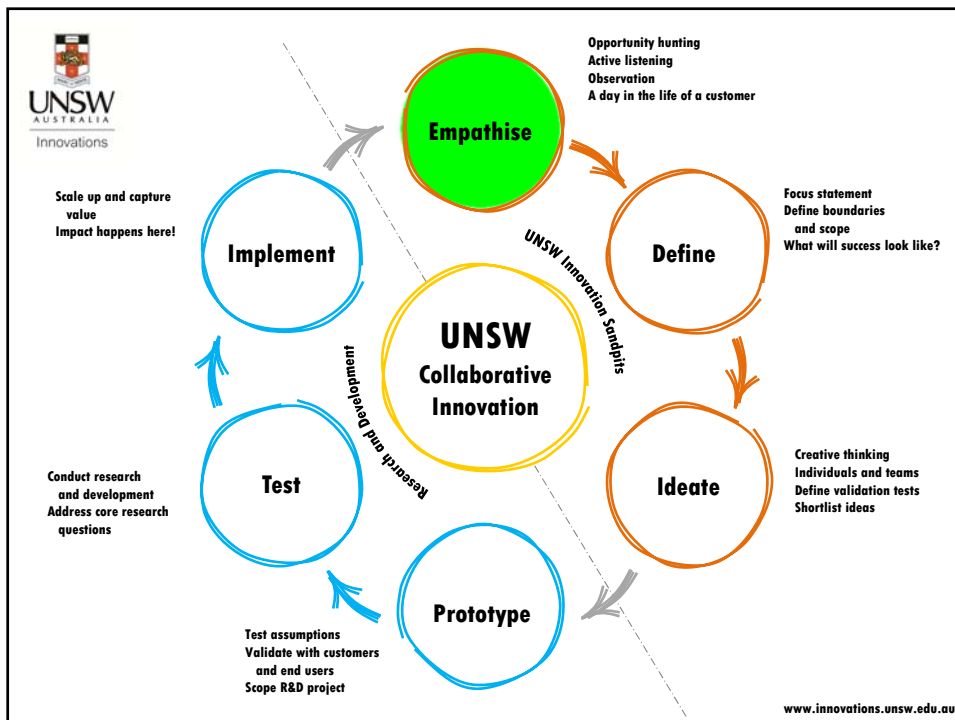 UNSW
AUSTRALIA
Innovations
Empathise
Opportunity hunting
Active listening
Observation
A day in the life of a customer
Define
Focus statement
Define boundaries
and scope
What will success look like?
Ideate
Creative thinking
Individuals and teams
Define validation tests
Shortlist ideas
Prototype
Test assumptions
Validate with customers
and end users
Scope R&D project
Test
Conduct research
and development
Address core research
questions
Implement
Scale up and capture
value
Impact happens here!
UNSW Innovation Sandpits
Research and Development
UNSW
Collaborative
Innovation
www.innovations.unsw.edu.au